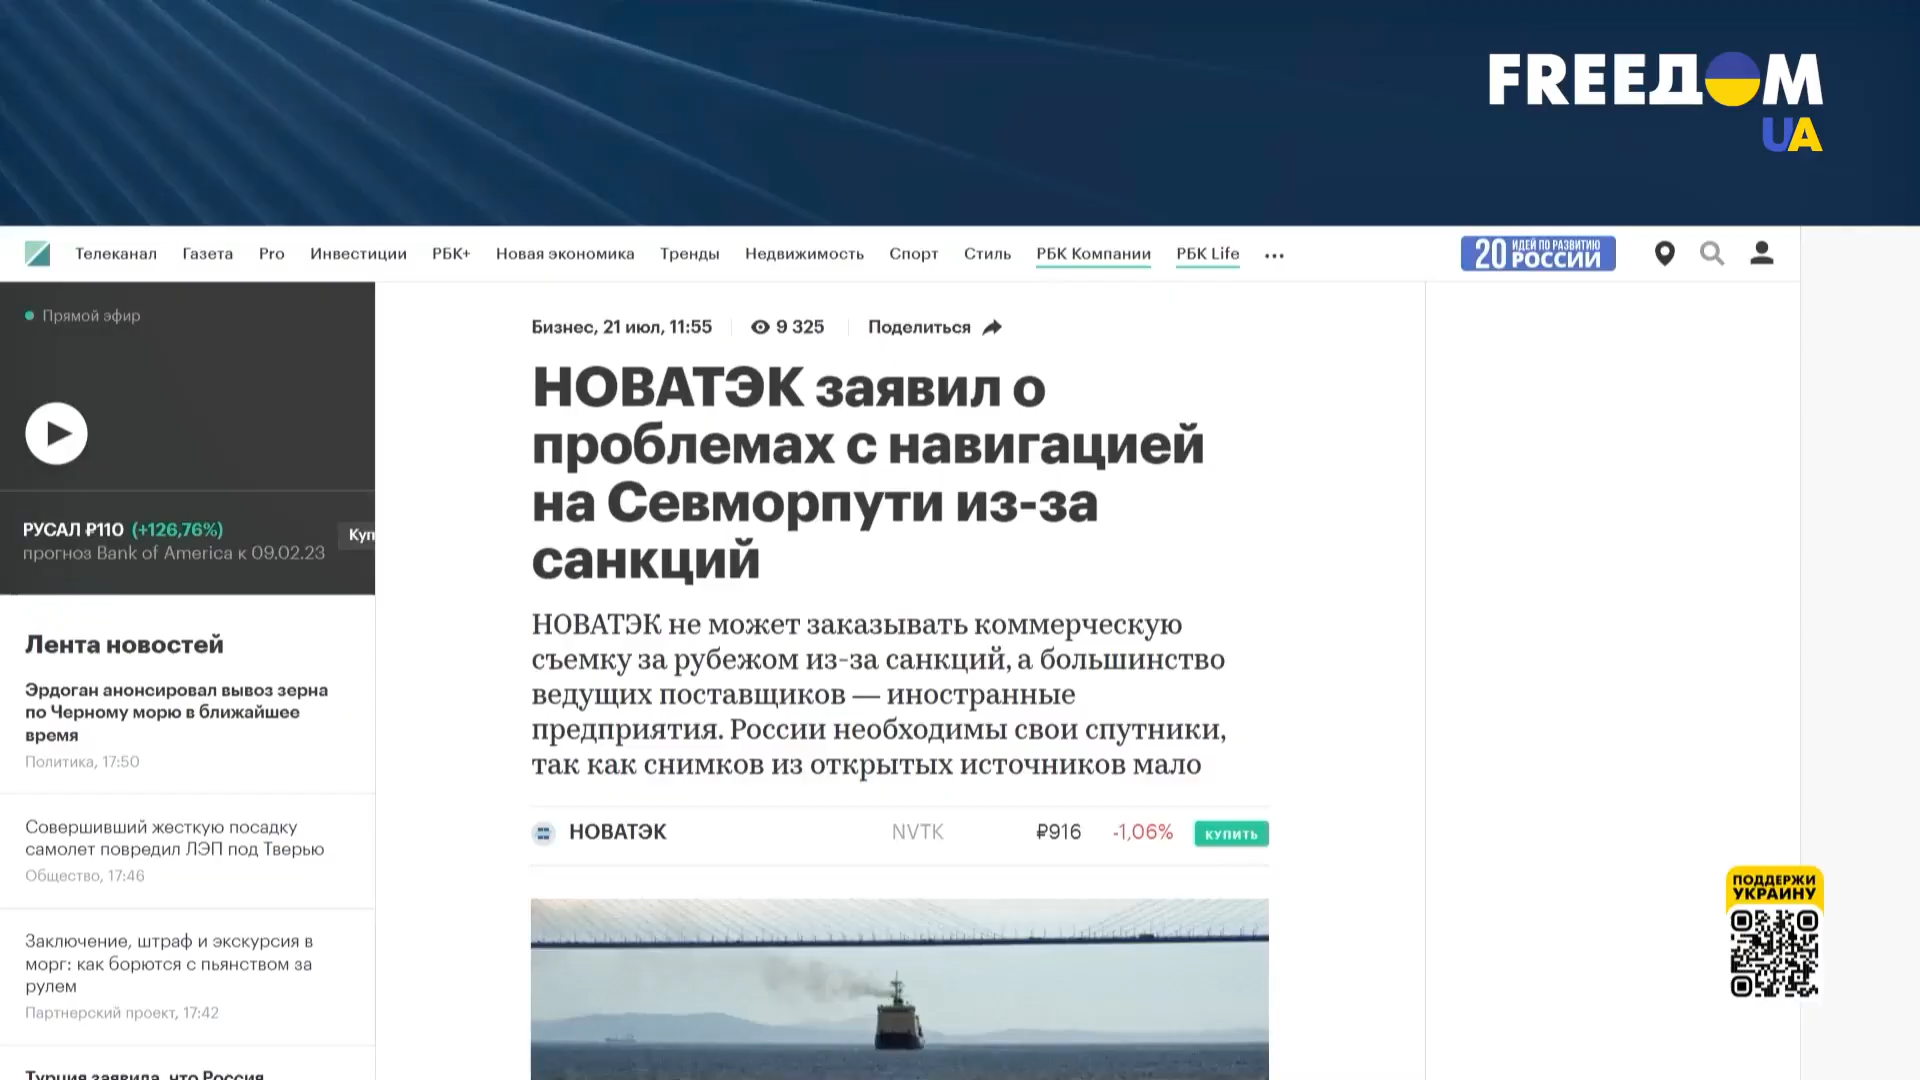 FREEДOM
UA
Телеканал Газета Pro Инвестиции РБК+ Новая экономика Тренды Недвижимость Спорт Стиль РБК Компании РБК Life ...
20 ИДЕЙ ПО РАЗВИТИЮ РОССИИ
Прямой эфир
РУСАЛ ₽110 (+126,76%)
прогноз Bank of America к 09.02.23
Куп
Лента новостей
Эрдоган анонсировал вывоз зерна
по Черному морю в ближайшее
время
Политика, 17:50
Совершивший жесткую посадку
самолет повредил ЛЭП под Тверью
Общество, 17:46
Заключение, штраф и экскурсия в
морг: как борются с пьянством за
рулем
Партнерский проект, 17:42
Турция заявила, что Россия
Бизнес, 21 июл, 11:55 9 325 Поделиться
НОВАТЭК заявил о
проблемах с навигацией
на Севморпути из-за
санкций
НОВАТЭК не может заказывать коммерческую
съемку за рубежом из-за санкций, а большинство
ведущих поставщиков — иностранные
предприятия. России необходимы свои спутники,
так как снимков из открытых источников мало
НОВАТЭК NVTK ₽916 -1,06% КУПИТЬ
ПОДДЕРЖИ
УКРАИНУ